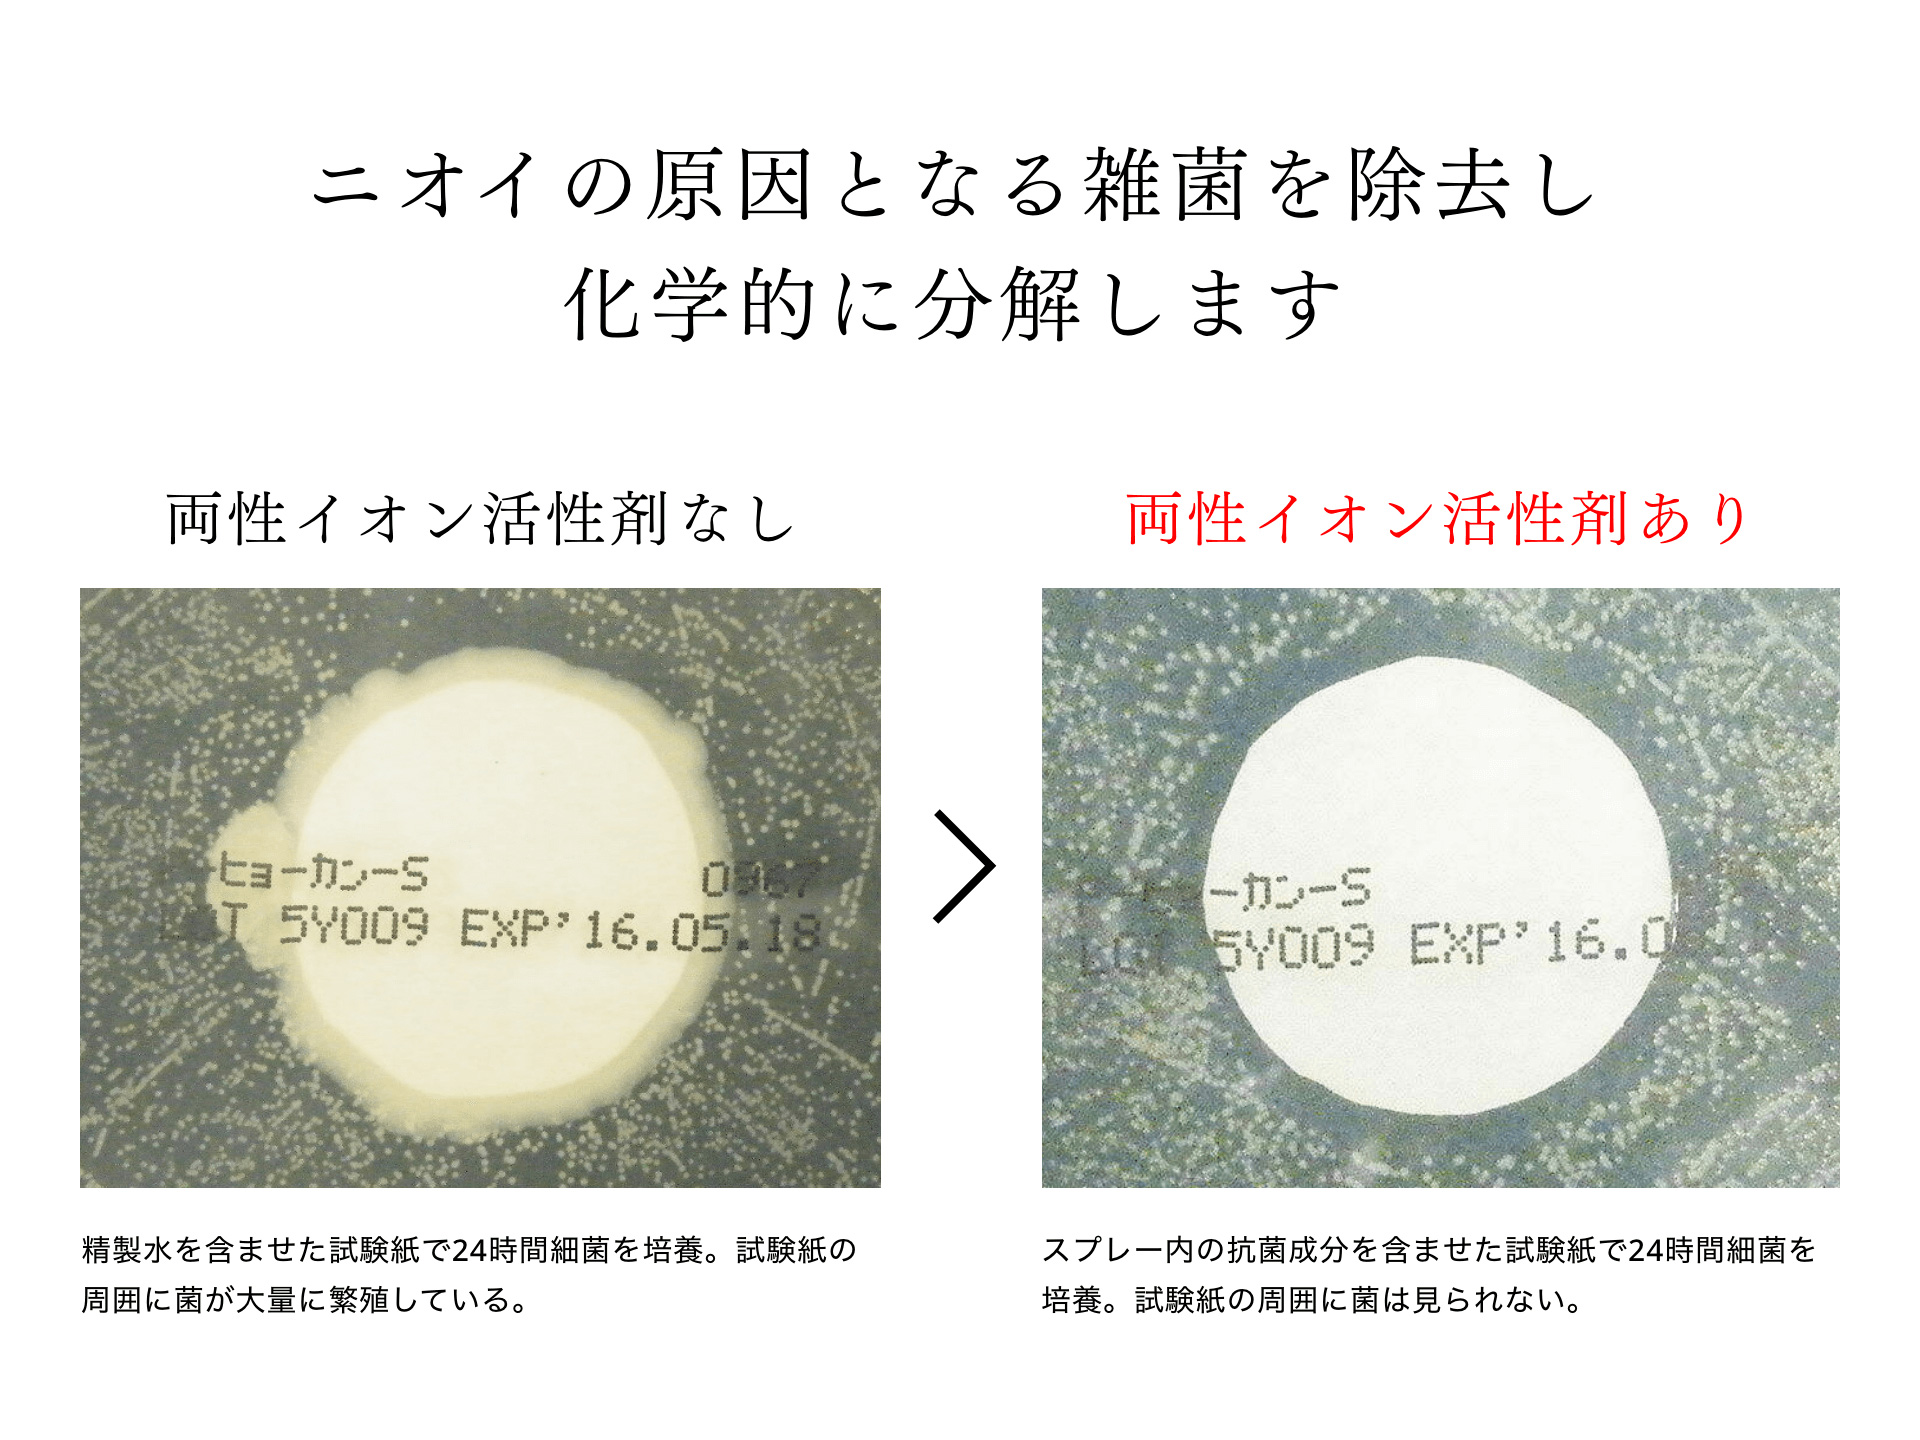 ニオイの原因となる雑菌を除去し
化学的に分解します
両性イオン活性剤なし
両性イオン活性剤あり
ヒョーカンーS 0967
LOT 5Y009 EXP’16.05.18
ーカンーS
LOT 5Y009 EXP’16.0
精製水を含ませた試験紙で24時間細菌を培養。試験紙の
周囲に菌が大量に繁殖している。
スプレー内の抗菌成分を含ませた試験紙で24時間細菌を
培養。試験紙の周囲に菌は見られない。